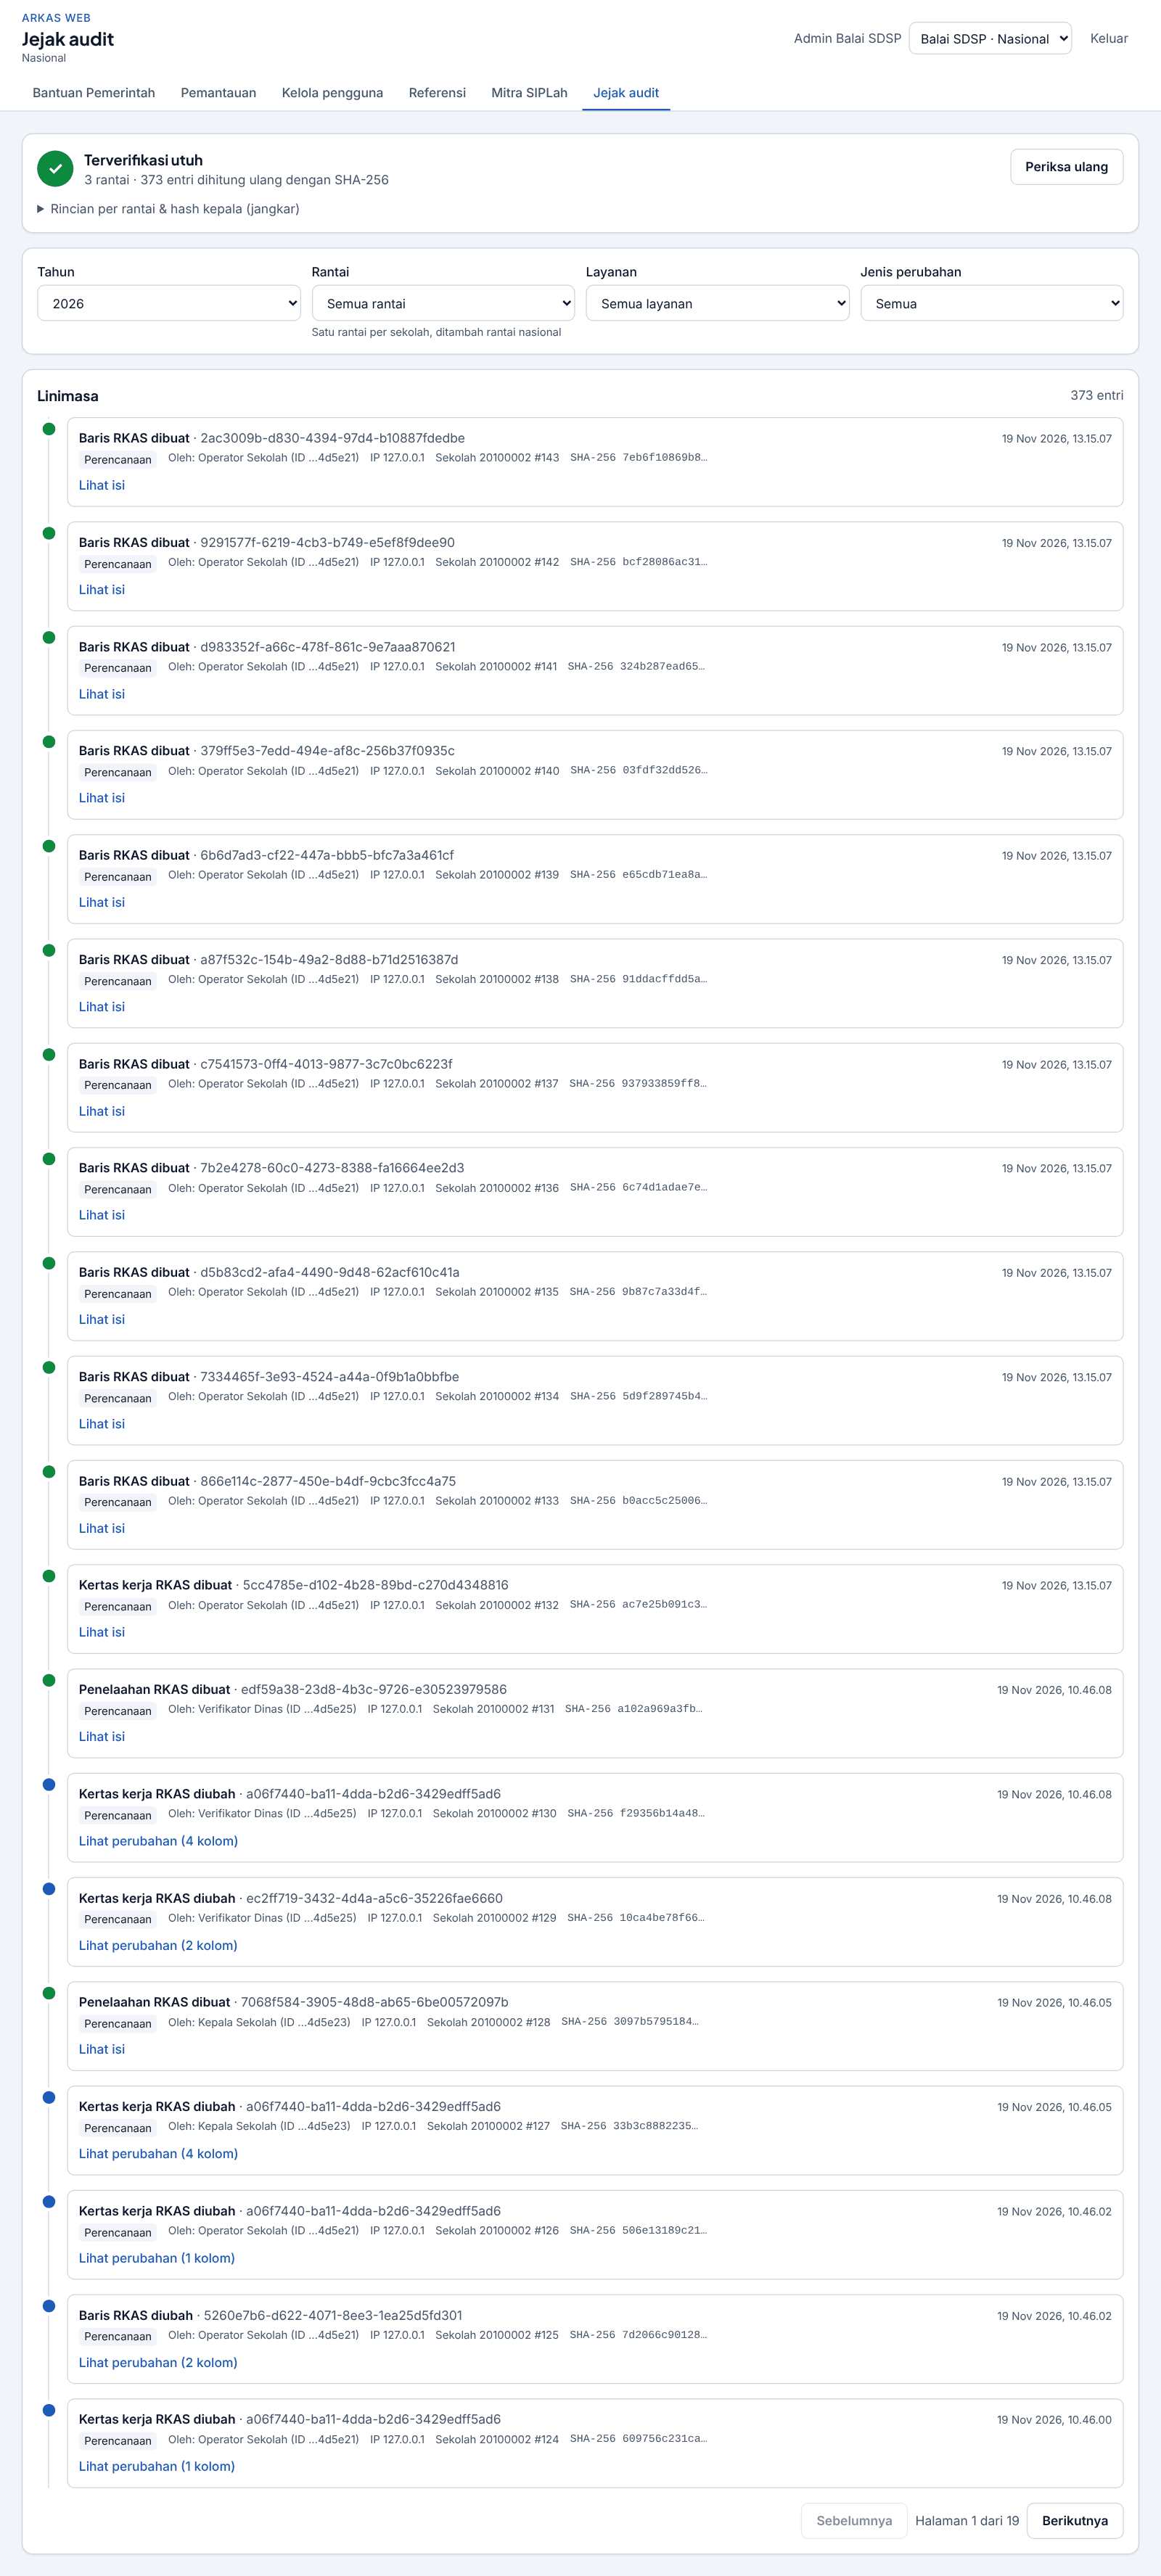 ARKAS WEB
Jejak audit
Nasional
Admin Balai SDSP Balai SDSP · Nasional Keluar
Bantuan Pemerintah Pemantauan Kelola pengguna Referensi Mitra SIPLah Jejak audit
Terverifikasi utuh
3 rantai · 373 entri dihitung ulang dengan SHA-256
Periksa ulang
Rincian per rantai & hash kepala (jangkar)
Tahun Rantai Layanan Jenis perubahan
2026 Semua rantai Semua layanan Semua
Satu rantai per sekolah, ditambah rantai nasional
Linimasa 373 entri
Baris RKAS dibuat · 2ac3009b-d830-4394-97d4-b10887fdedbe 19 Nov 2026, 13.15.07
Perencanaan Oleh: Operator Sekolah (ID …4d5e21) IP 127.0.0.1 Sekolah 20100002 #143 SHA-256 7eb6f10869b8…
Lihat isi
Baris RKAS dibuat · 9291577f-6219-4cb3-b749-e5ef8f9dee90 19 Nov 2026, 13.15.07
Perencanaan Oleh: Operator Sekolah (ID …4d5e21) IP 127.0.0.1 Sekolah 20100002 #142 SHA-256 bcf28086ac31…
Lihat isi
Baris RKAS dibuat · d983352f-a66c-478f-861c-9e7aaa870621 19 Nov 2026, 13.15.07
Perencanaan Oleh: Operator Sekolah (ID …4d5e21) IP 127.0.0.1 Sekolah 20100002 #141 SHA-256 324b287ead65…
Lihat isi
Baris RKAS dibuat · 379ff5e3-7edd-494e-af8c-256b37f0935c 19 Nov 2026, 13.15.07
Perencanaan Oleh: Operator Sekolah (ID …4d5e21) IP 127.0.0.1 Sekolah 20100002 #140 SHA-256 03fdf32dd526…
Lihat isi
Baris RKAS dibuat · 6b6d7ad3-cf22-447a-bbb5-bfc7a3a461cf 19 Nov 2026, 13.15.07
Perencanaan Oleh: Operator Sekolah (ID …4d5e21) IP 127.0.0.1 Sekolah 20100002 #139 SHA-256 e65cdb71ea8a…
Lihat isi
Baris RKAS dibuat · a87f532c-154b-49a2-8d88-b71d2516387d 19 Nov 2026, 13.15.07
Perencanaan Oleh: Operator Sekolah (ID …4d5e21) IP 127.0.0.1 Sekolah 20100002 #138 SHA-256 91ddacffdd5a…
Lihat isi
Baris RKAS dibuat · c7541573-0ff4-4013-9877-3c7c0bc6223f 19 Nov 2026, 13.15.07
Perencanaan Oleh: Operator Sekolah (ID …4d5e21) IP 127.0.0.1 Sekolah 20100002 #137 SHA-256 937933859ff8…
Lihat isi
Baris RKAS dibuat · 7b2e4278-60c0-4273-8388-fa16664ee2d3 19 Nov 2026, 13.15.07
Perencanaan Oleh: Operator Sekolah (ID …4d5e21) IP 127.0.0.1 Sekolah 20100002 #136 SHA-256 6c74d1adae7e…
Lihat isi
Baris RKAS dibuat · d5b83cd2-afa4-4490-9d48-62acf610c41a 19 Nov 2026, 13.15.07
Perencanaan Oleh: Operator Sekolah (ID …4d5e21) IP 127.0.0.1 Sekolah 20100002 #135 SHA-256 9b87c7a33d4f…
Lihat isi
Baris RKAS dibuat · 7334465f-3e93-4524-a44a-0f9b1a0bbfbe 19 Nov 2026, 13.15.07
Perencanaan Oleh: Operator Sekolah (ID …4d5e21) IP 127.0.0.1 Sekolah 20100002 #134 SHA-256 5d9f289745b4…
Lihat isi
Baris RKAS dibuat · 866e114c-2877-450e-b4df-9cbc3fcc4a75 19 Nov 2026, 13.15.07
Perencanaan Oleh: Operator Sekolah (ID …4d5e21) IP 127.0.0.1 Sekolah 20100002 #133 SHA-256 b0acc5c25006…
Lihat isi
Kertas kerja RKAS dibuat · 5cc4785e-d102-4b28-89bd-c270d4348816 19 Nov 2026, 13.15.07
Perencanaan Oleh: Operator Sekolah (ID …4d5e21) IP 127.0.0.1 Sekolah 20100002 #132 SHA-256 ac7e25b091c3…
Lihat isi
Penelaahan RKAS dibuat · edf59a38-23d8-4b3c-9726-e30523979586 19 Nov 2026, 10.46.08
Perencanaan Oleh: Verifikator Dinas (ID …4d5e25) IP 127.0.0.1 Sekolah 20100002 #131 SHA-256 a102a969a3fb…
Lihat isi
Kertas kerja RKAS diubah · a06f7440-ba11-4dda-b2d6-3429edff5ad6 19 Nov 2026, 10.46.08
Perencanaan Oleh: Verifikator Dinas (ID …4d5e25) IP 127.0.0.1 Sekolah 20100002 #130 SHA-256 f29356b14a48…
Lihat perubahan (4 kolom)
Kertas kerja RKAS diubah · ec2ff719-3432-4d4a-a5c6-35226fae6660 19 Nov 2026, 10.46.08
Perencanaan Oleh: Verifikator Dinas (ID …4d5e25) IP 127.0.0.1 Sekolah 20100002 #129 SHA-256 10ca4be78f66…
Lihat perubahan (2 kolom)
Penelaahan RKAS dibuat · 7068f584-3905-48d8-ab65-6be00572097b 19 Nov 2026, 10.46.05
Perencanaan Oleh: Kepala Sekolah (ID …4d5e23) IP 127.0.0.1 Sekolah 20100002 #128 SHA-256 3097b5795184…
Lihat isi
Kertas kerja RKAS diubah · a06f7440-ba11-4dda-b2d6-3429edff5ad6 19 Nov 2026, 10.46.05
Perencanaan Oleh: Kepala Sekolah (ID …4d5e23) IP 127.0.0.1 Sekolah 20100002 #127 SHA-256 33b3c8882235…
Lihat perubahan (4 kolom)
Kertas kerja RKAS diubah · a06f7440-ba11-4dda-b2d6-3429edff5ad6 19 Nov 2026, 10.46.02
Perencanaan Oleh: Operator Sekolah (ID …4d5e21) IP 127.0.0.1 Sekolah 20100002 #126 SHA-256 506e13189c21…
Lihat perubahan (1 kolom)
Baris RKAS diubah · 5260e7b6-d622-4071-8ee3-1ea25d5fd301 19 Nov 2026, 10.46.02
Perencanaan Oleh: Operator Sekolah (ID …4d5e21) IP 127.0.0.1 Sekolah 20100002 #125 SHA-256 7d2066c90128…
Lihat perubahan (2 kolom)
Kertas kerja RKAS diubah · a06f7440-ba11-4dda-b2d6-3429edff5ad6 19 Nov 2026, 10.46.00
Perencanaan Oleh: Operator Sekolah (ID …4d5e21) IP 127.0.0.1 Sekolah 20100002 #124 SHA-256 609756c231ca…
Lihat perubahan (1 kolom)
Sebelumnya Halaman 1 dari 19 Berikutnya